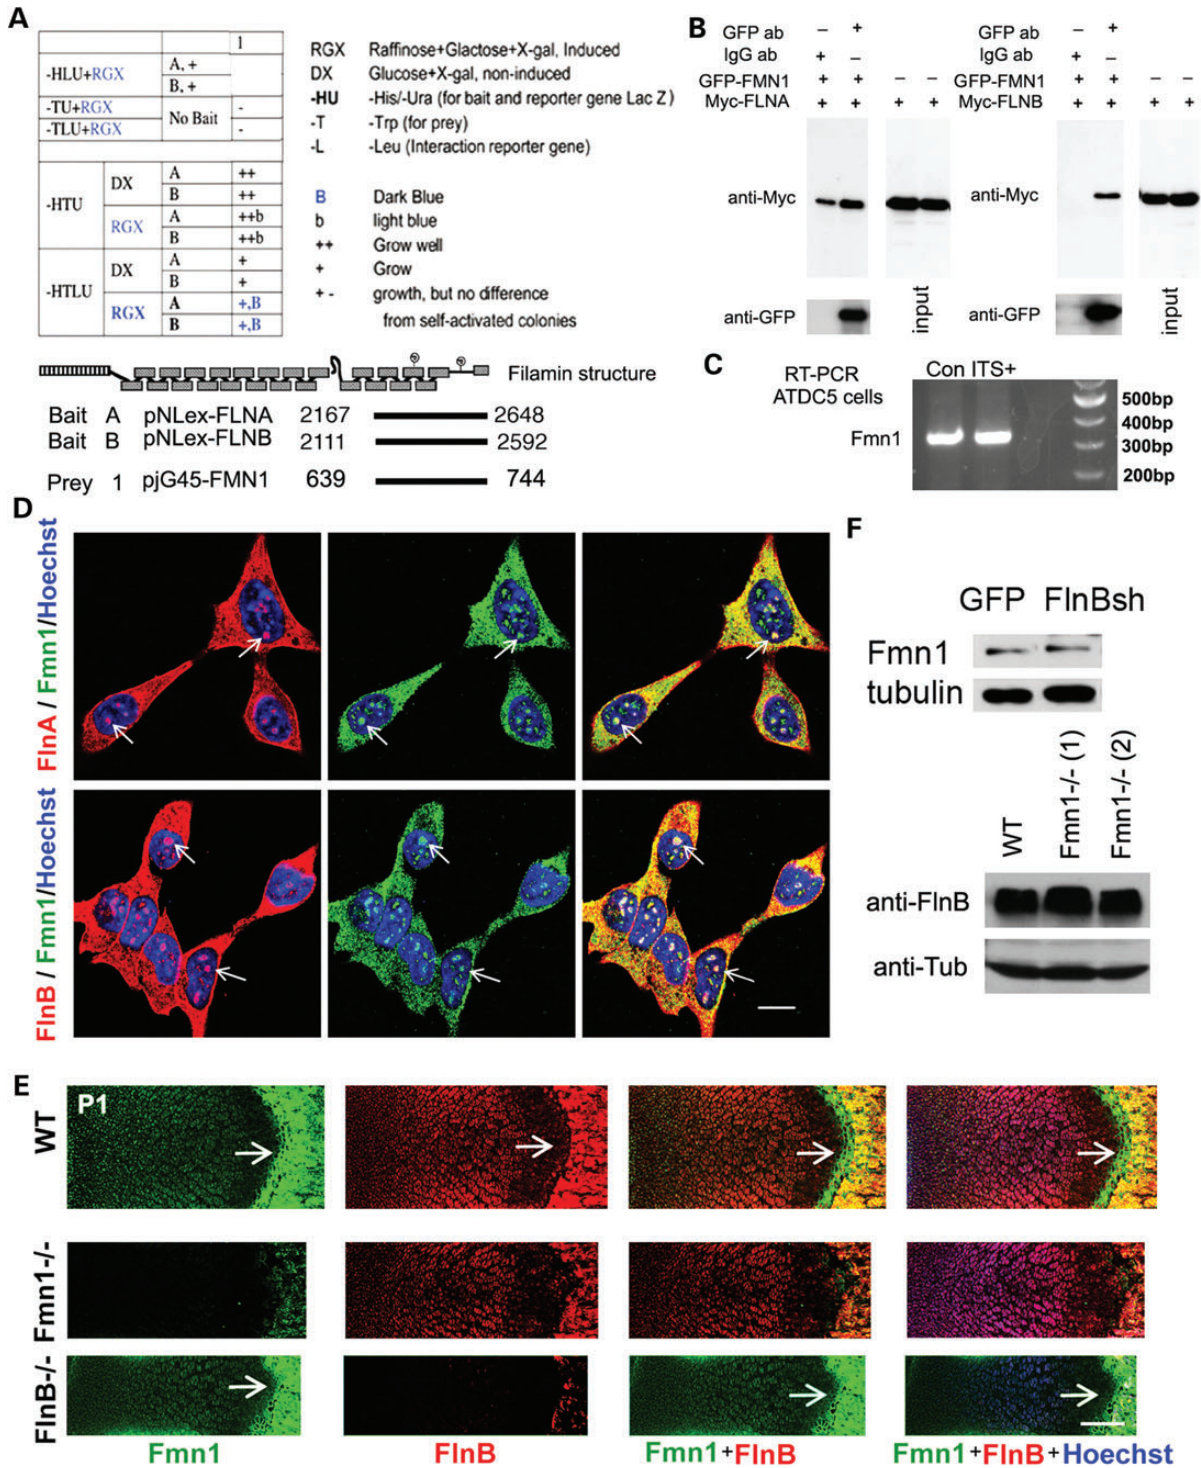 A
1
-HLU+RGX
A, +
B, +
-TU+RGX
No Bait
-
-TLU+RGX
-
-HTU
DX
A
++
B
++
RGX
A
++b
B
++b
-HTLU
DX
A
+
B
+
RGX
A
+,B
B
+,B
RGX Raffinose+Glactose+X-gal, Induced
DX Glucose+X-gal, non-induced
-HU -His/-Ura (for bait and reporter gene Lac Z)
-T -Trp (for prey)
-L -Leu (Interaction reporter gene)
B Dark Blue
b light blue
++ Grow well
+ Grow
+ - growth, but no difference
from self-activated colonies
Filamin structure
Bait A pNLex-FLNA 2167 2648
Bait B pNLex-FLNB 2111 2592
Prey 1 pjG45-FMN1 639 744
B
GFP ab − +
IgG ab + −
GFP-FMN1 + + − −
Myc-FLNA + + + +
anti-Myc
anti-GFP
input
GFP ab − +
IgG ab + −
GFP-FMN1 + + − −
Myc-FLNB + + + +
anti-Myc
anti-GFP
input
C
RT-PCR
ATDC5 cells
Con ITS+
Fmn1
500bp
400bp
300bp
200bp
D
FlnA / Fmn1/Hoechst
FlnB / Fmn1/Hoechst
F
GFP FlnBsh
Fmn1
tubulin
WT
Fmn1-/- (1)
Fmn1-/- (2)
anti-FlnB
anti-Tub
E
WT
P1
Fmn1-/-
FlnB-/-
Fmn1
FlnB
Fmn1+FlnB
Fmn1+FlnB+Hoechst